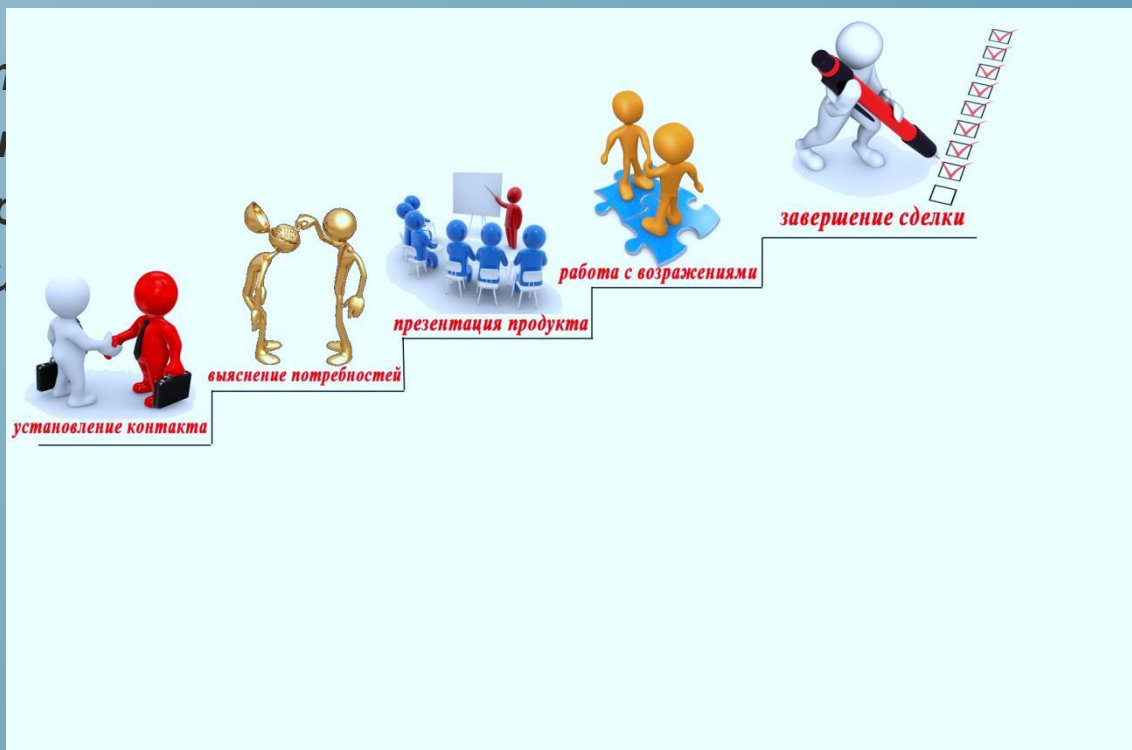 установление контакта
выяснение потребностей
презентация продукта
работа с возражениями
завершение сделки